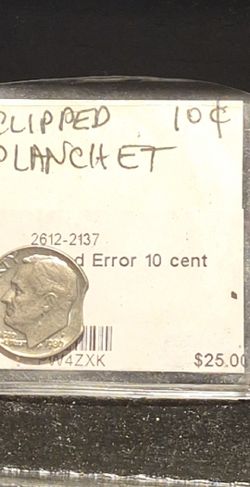 CLIPPED 10¢
PLANCHET
2612-2137
d Error 10 cent
W4ZXK
$25.00